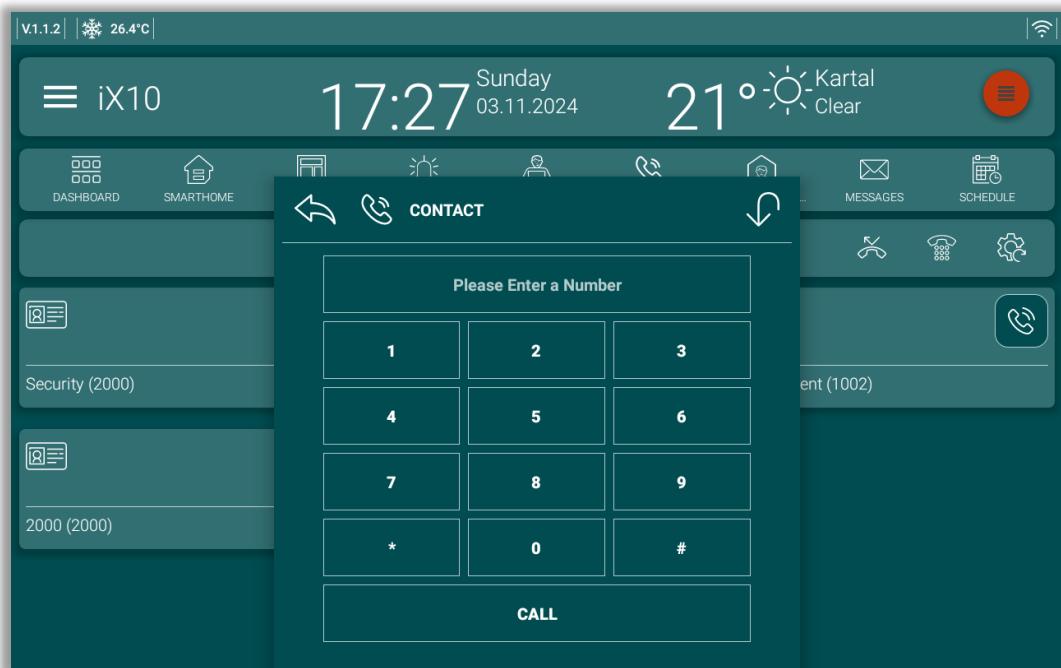 V.1.1.2 26.4°C
iX10 17:27 Sunday 03.11.2024 21° Kartal Clear
DASHBOARD SMARTHOME ... MESSAGES SCHEDULE
CONTACT
Please Enter a Number
1 2 3
Security (2000) ent (1002)
4 5 6
7 8 9
2000 (2000)
* 0 #
CALL